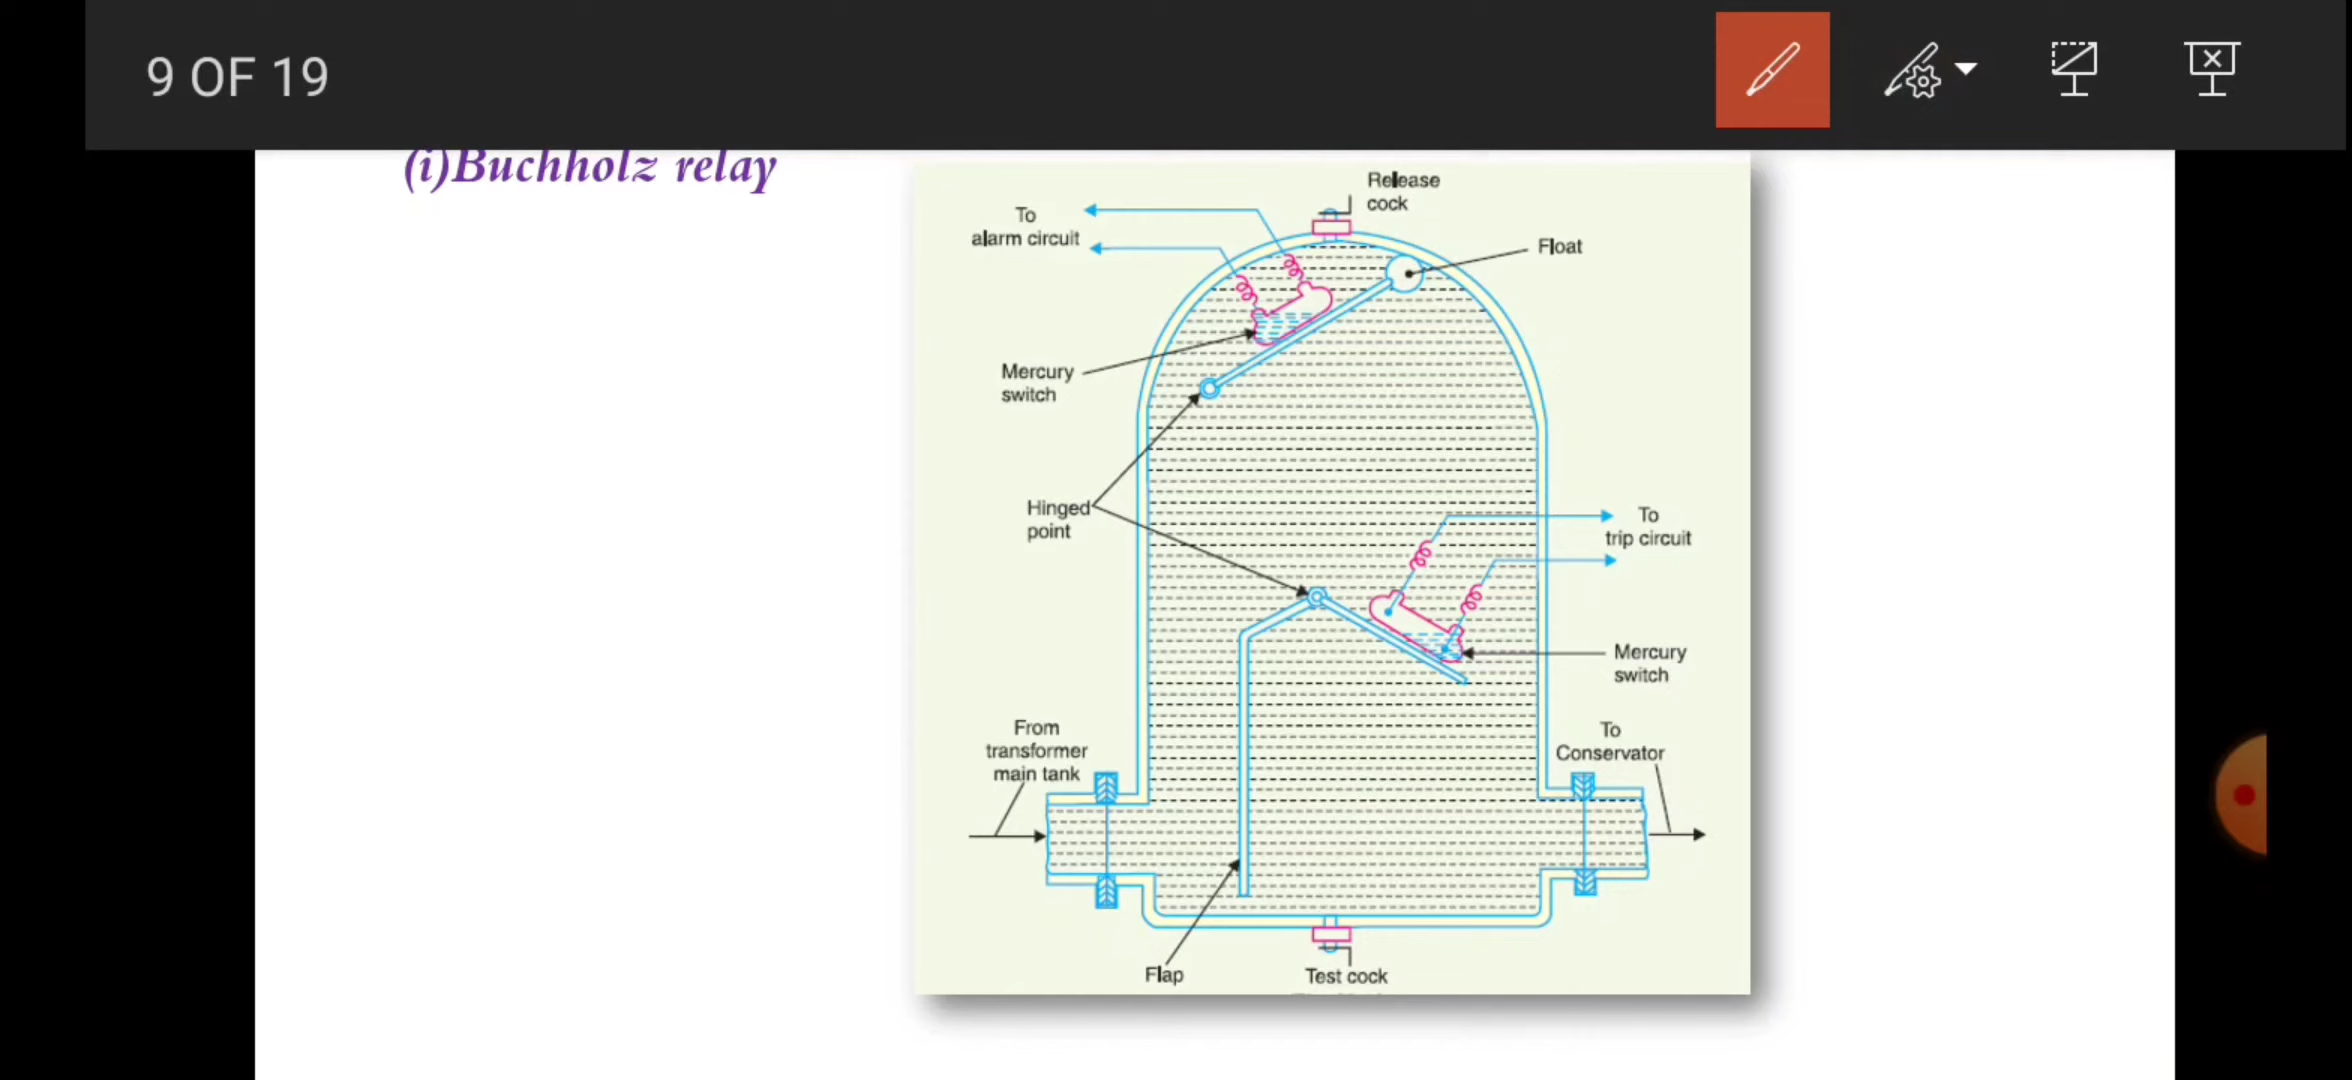 9 OF 19
(i)Buchholz relay
Release
cock
To
alarm circuit
Float
Mercury
switch
Hinged
point
To
trip circuit
Mercury
switch
From
transformer
main tank
To
Conservator
Flap
Test cock